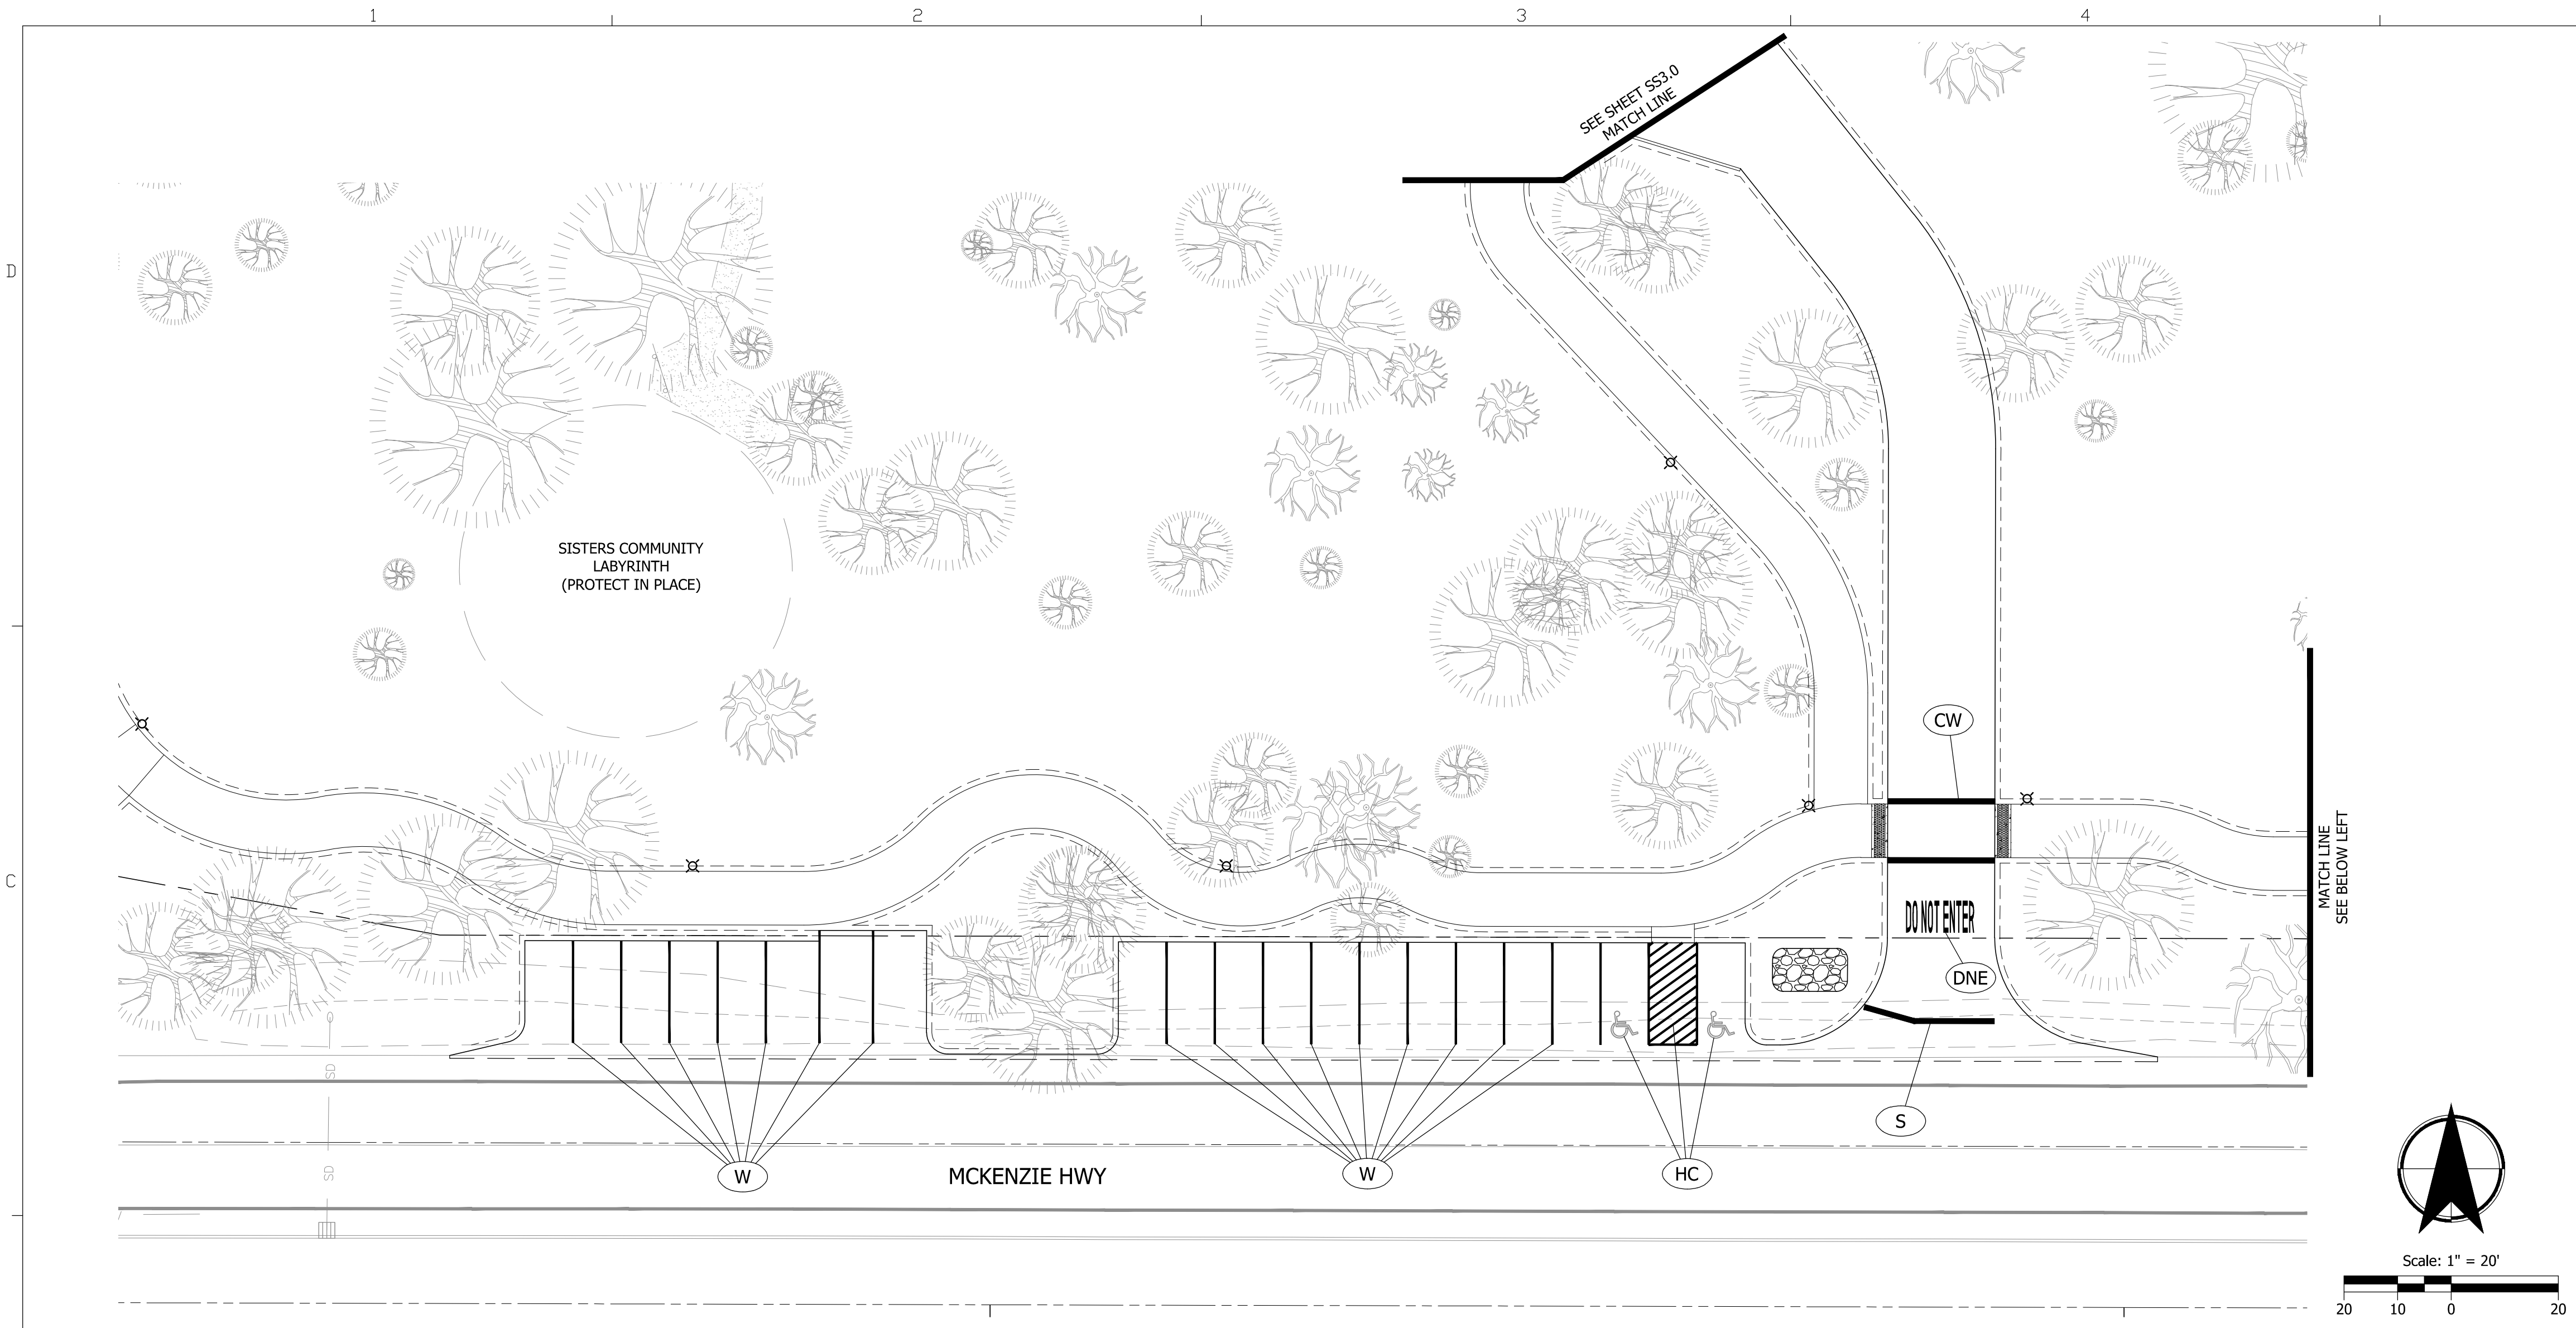 1
2
3
4
SEE SHEET SS3.0
MATCH LINE
D
SISTERS COMMUNITY
LABYRINTH
(PROTECT IN PLACE)
CW
MATCH LINE
SEE BELOW LEFT
C
DO NOT ENTER
DNE
SD
S
SD
W
MCKENZIE HWY
W
HC
Scale: 1" = 20'
20 10 0 20